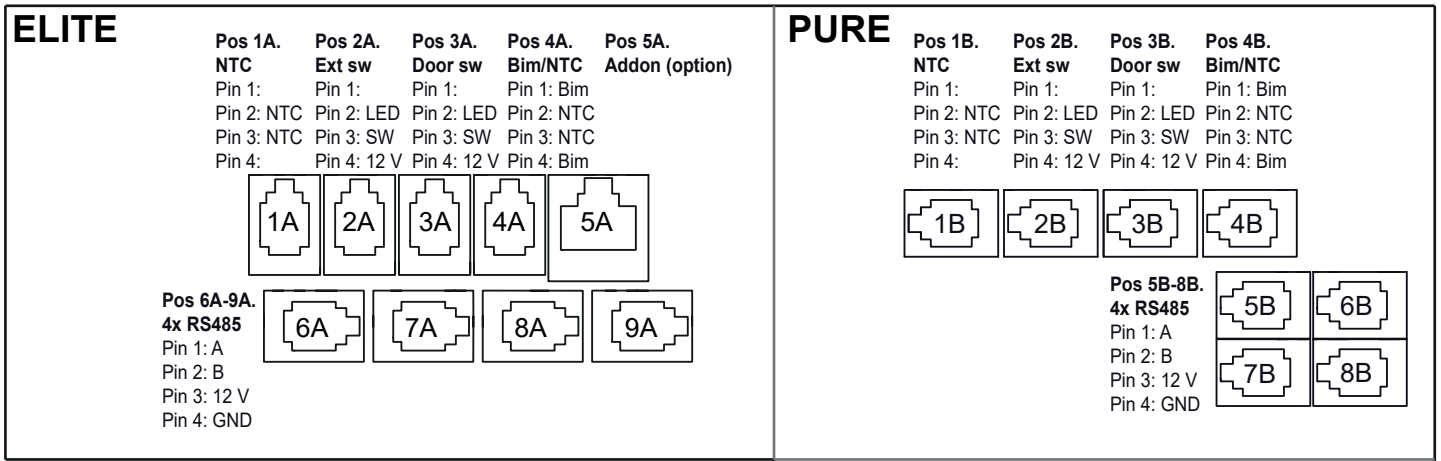 ELITE
Pos 1A. Pos 2A. Pos 3A. Pos 4A. Pos 5A.
NTC Ext sw Door sw Bim/NTC Addon (option)
Pin 1: Pin 1: Pin 1: Pin 1: Bim
Pin 2: NTC Pin 2: LED Pin 2: LED Pin 2: NTC
Pin 3: NTC Pin 3: SW Pin 3: SW Pin 3: NTC
Pin 4: Pin 4: 12 V Pin 4: 12 V Pin 4: Bim
1A 2A 3A 4A 5A
Pos 6A-9A.
4x RS485
Pin 1: A
Pin 2: B
Pin 3: 12 V
Pin 4: GND
6A 7A 8A 9A
PURE
Pos 1B. Pos 2B. Pos 3B. Pos 4B.
NTC Ext sw Door sw Bim/NTC
Pin 1: Pin 1: Pin 1: Pin 1: Bim
Pin 2: NTC Pin 2: LED Pin 2: LED Pin 2: NTC
Pin 3: NTC Pin 3: SW Pin 3: SW Pin 3: NTC
Pin 4: Pin 4: 12 V Pin 4: 12 V Pin 4: Bim
1B 2B 3B 4B
Pos 5B-8B.
4x RS485
Pin 1: A
Pin 2: B
Pin 3: 12 V
Pin 4: GND
5B 6B
7B 8B